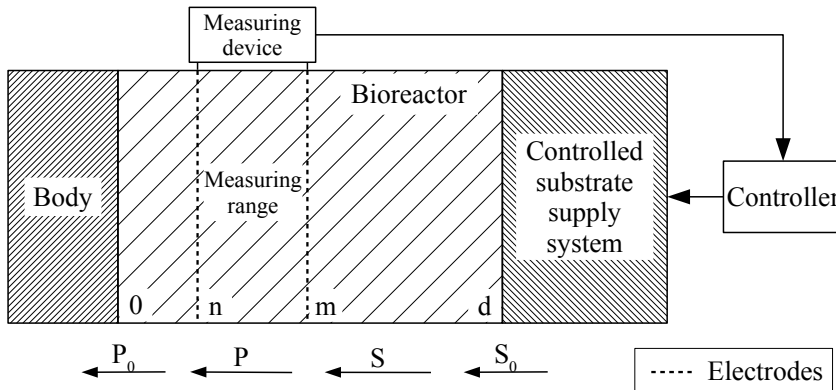 Measuring
device
Bioreactor
Body
Measuring
range
Controlled
substrate
supply
system
Controller
0 n m d
P₀ P S S₀
Electrodes